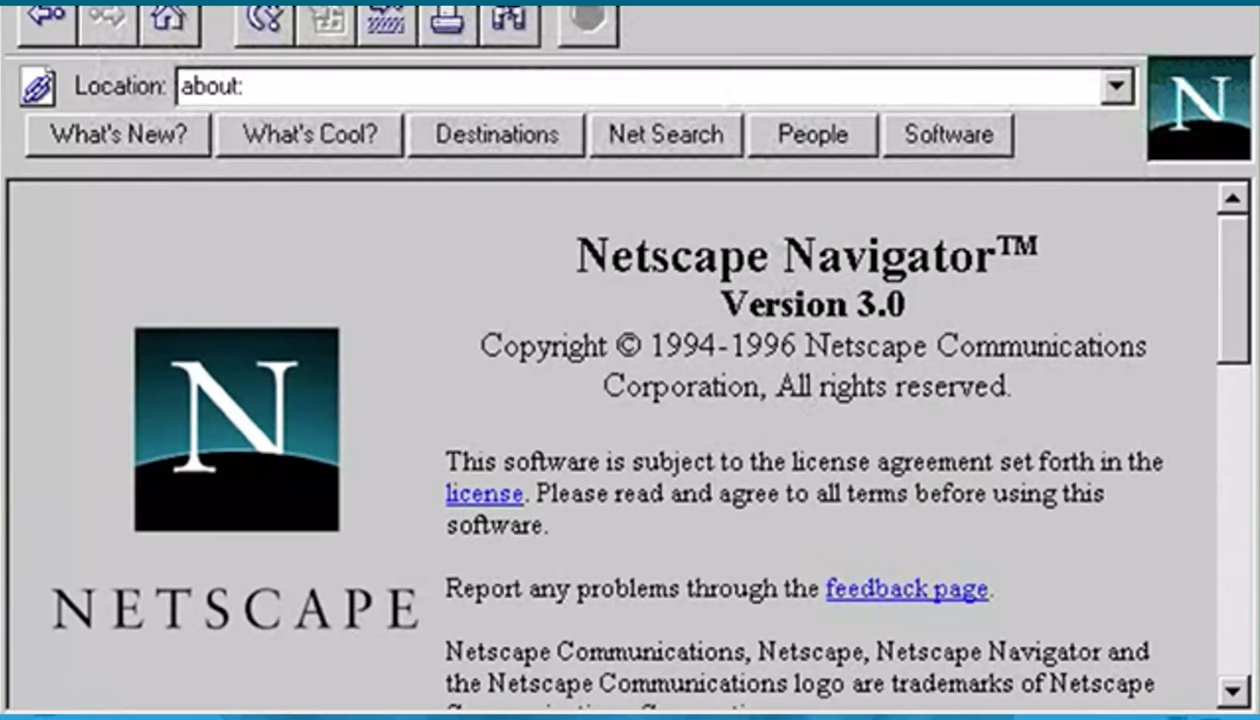 Location: about:
What's New? What's Cool? Destinations Net Search People Software
N
Netscape Navigator™
Version 3.0
Copyright © 1994-1996 Netscape Communications
Corporation, All rights reserved.
N
NETSCAPE
This software is subject to the license agreement set forth in the
license. Please read and agree to all terms before using this
software.
Report any problems through the feedback page.
Netscape Communications, Netscape, Netscape Navigator and
the Netscape Communications logo are trademarks of Netscape